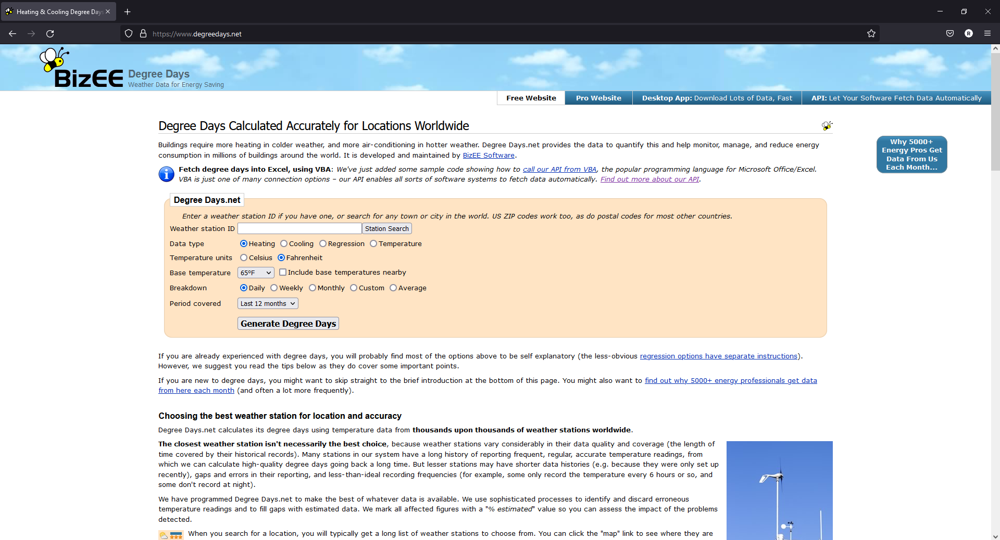 Heating & Cooling Degree Days
https://www.degreedays.net
R
BizEE Degree Days
Weather Data for Energy Saving
Free Website
Pro Website
Desktop App: Download Lots of Data, Fast
API: Let Your Software Fetch Data Automatically
Degree Days Calculated Accurately for Locations Worldwide
Buildings require more heating in colder weather, and more air-conditioning in hotter weather. Degree Days.net provides the data to quantify this and help monitor, manage, and reduce energy
consumption in millions of buildings around the world. It is developed and maintained by BizEE Software.
Why 5000+
Energy Pros Get
Data From Us
Each Month...
Fetch degree days into Excel, using VBA: We've just added some sample code showing how to call our API from VBA, the popular programming language for Microsoft Office/Excel.
VBA is just one of many connection options – our API enables all sorts of software systems to fetch data automatically. Find out more about our API.
Degree Days.net
Enter a weather station ID if you have one, or search for any town or city in the world. US ZIP codes work too, as do postal codes for most other countries.
Weather station ID Station Search
Data type Heating Cooling Regression Temperature
Temperature units Celsius Fahrenheit
Base temperature 65°F Include base temperatures nearby
Breakdown Daily Weekly Monthly Custom Average
Period covered Last 12 months
Generate Degree Days
If you are already experienced with degree days, you will probably find most of the options above to be self explanatory (the less-obvious regression options have separate instructions).
However, we suggest you read the tips below as they do cover some important points.
If you are new to degree days, you might want to skip straight to the brief introduction at the bottom of this page. You might also want to find out why 5000+ energy professionals get data
from here each month (and often a lot more frequently).
Choosing the best weather station for location and accuracy
Degree Days.net calculates its degree days using temperature data from thousands upon thousands of weather stations worldwide.
The closest weather station isn't necessarily the best choice, because weather stations vary considerably in their data quality and coverage (the length of
time covered by their historical records). Many stations in our system have a long history of reporting frequent, regular, accurate temperature readings, from
which we can calculate high-quality degree days going back a long time. But lesser stations may have shorter data histories (e.g. because they were only set up
recently), gaps and errors in their reporting, and less-than-ideal recording frequencies (for example, some only record the temperature every 6 hours or so, and
some don't record at night).
We have programmed Degree Days.net to make the best of whatever data is available. We use sophisticated processes to identify and discard erroneous
temperature readings and to fill gaps with estimated data. We mark all affected figures with a "% estimated" value so you can assess the impact of the problems
detected.
When you search for a location, you will typically get a long list of weather stations to choose from. You can click the "map" link to see where they are